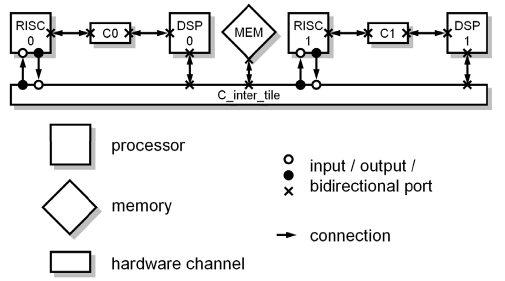 RISC 0
C0
DSP 0
MEM
RISC 1
C1
DSP 1
C_inter_tile
processor
memory
hardware channel
input / output /
bidirectional port
connection